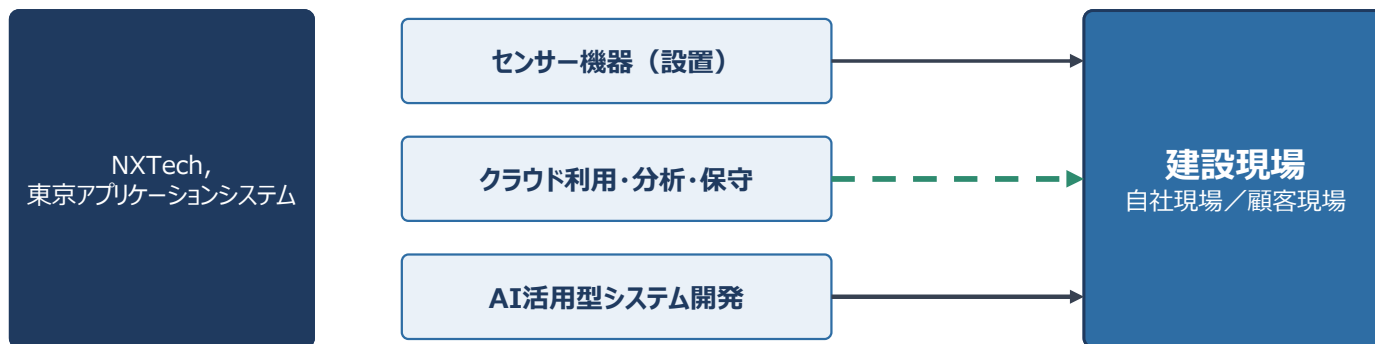 NXTech,
東京アプリケーションシステム
センサー機器（設置）
クラウド利用・分析・保守
AI活用型システム開発
建設現場
自社現場／顧客現場